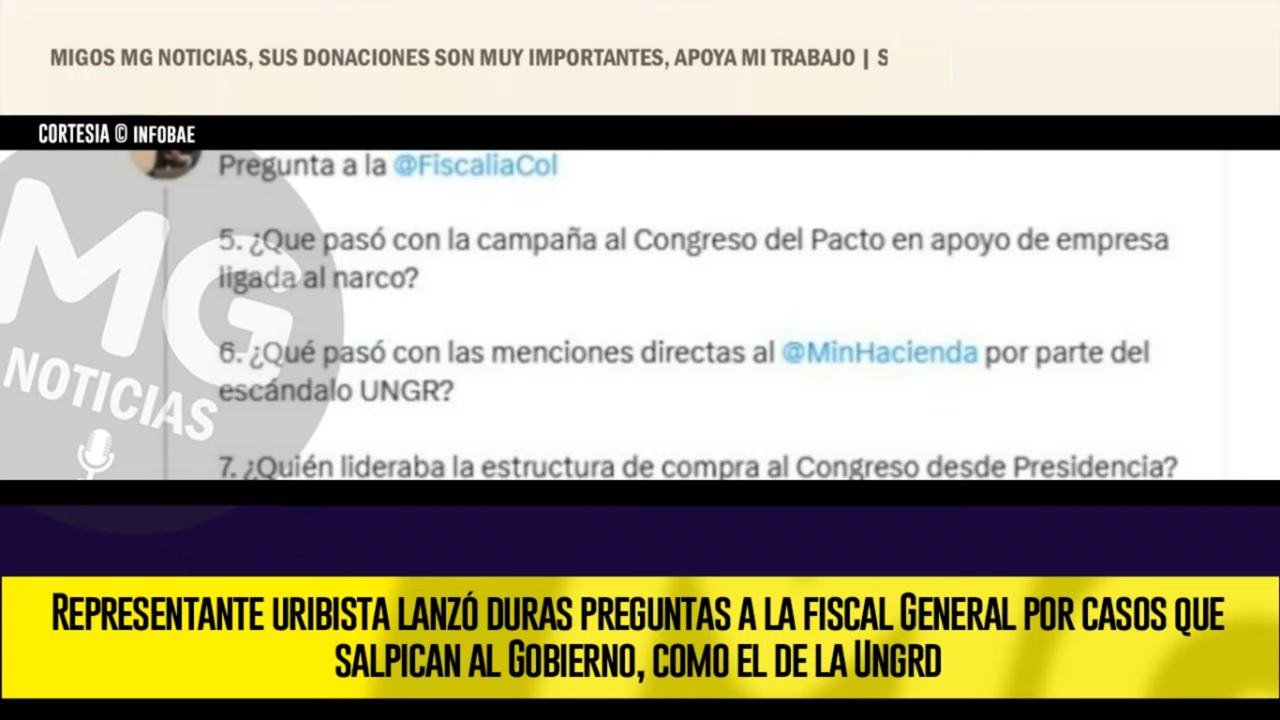 MIGOS MG NOTICIAS, SUS DONACIONES SON MUY IMPORTANTES, APOYA MI TRABAJO | S
CORTESIA © INFOBAE
Pregunta a la @FiscaliaCol
5. ¿Que pasó con la campaña al Congreso del Pacto en apoyo de empresa
ligada al narco?
6. ¿Qué pasó con las menciones directas al @MinHacienda por parte del
escándalo UNGR?
7. ¿Quién lideraba la estructura de compra al Congreso desde Presidencia?
MG
NOTICIAS
REPRESENTANTE URIBISTA LANZÓ DURAS PREGUNTAS A LA FISCAL GENERAL POR CASOS QUE
SALPICAN AL GOBIERNO, COMO EL DE LA UNGRD